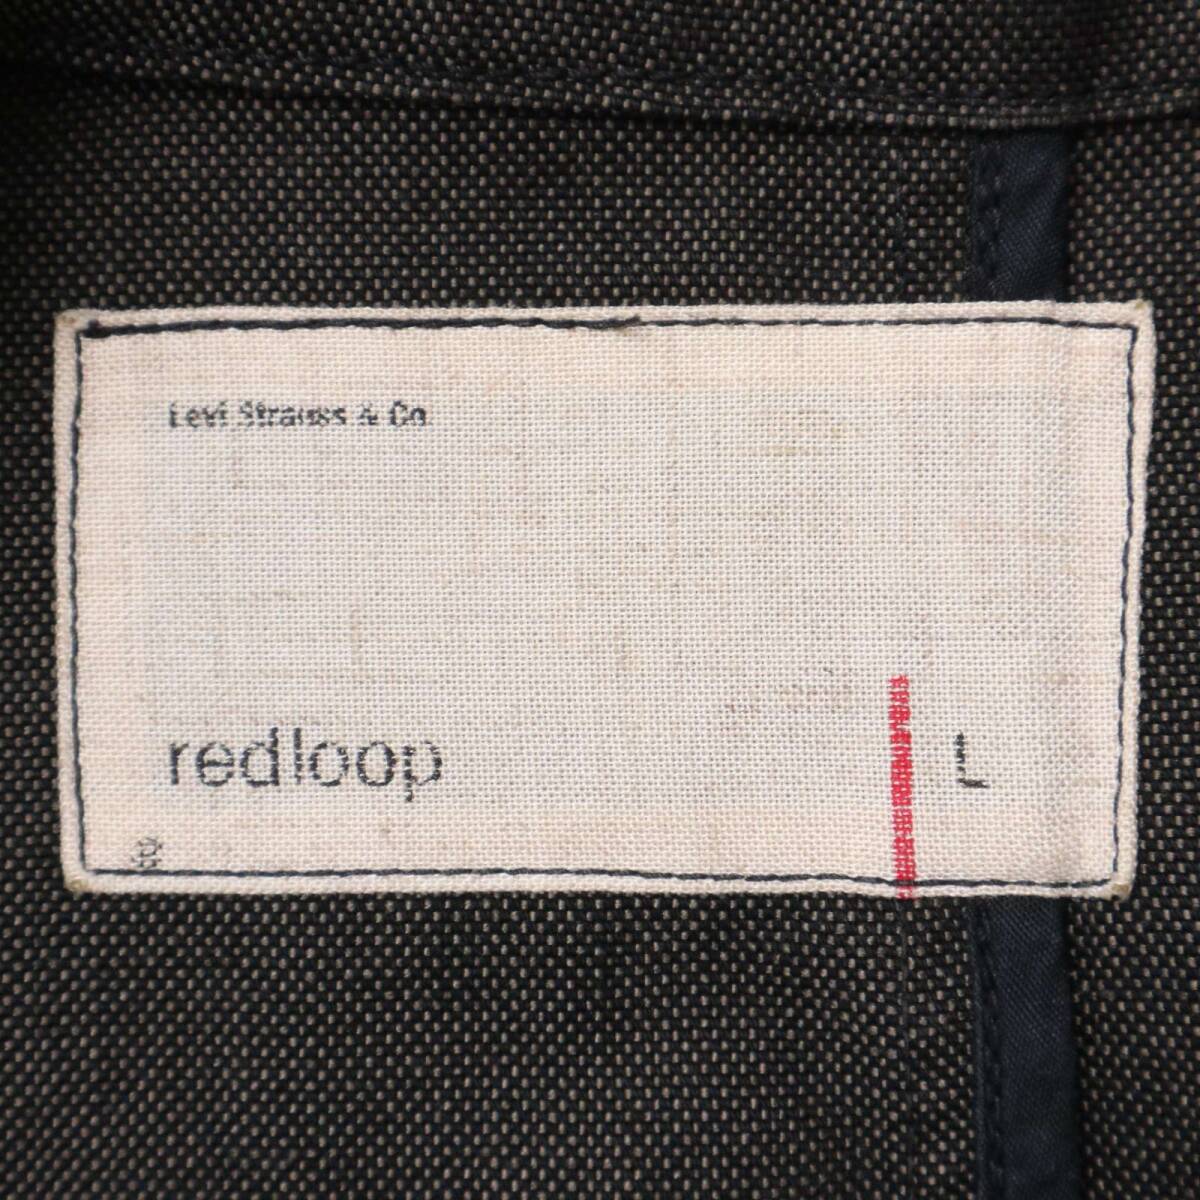 Levi Strauss & Co
redloop
L